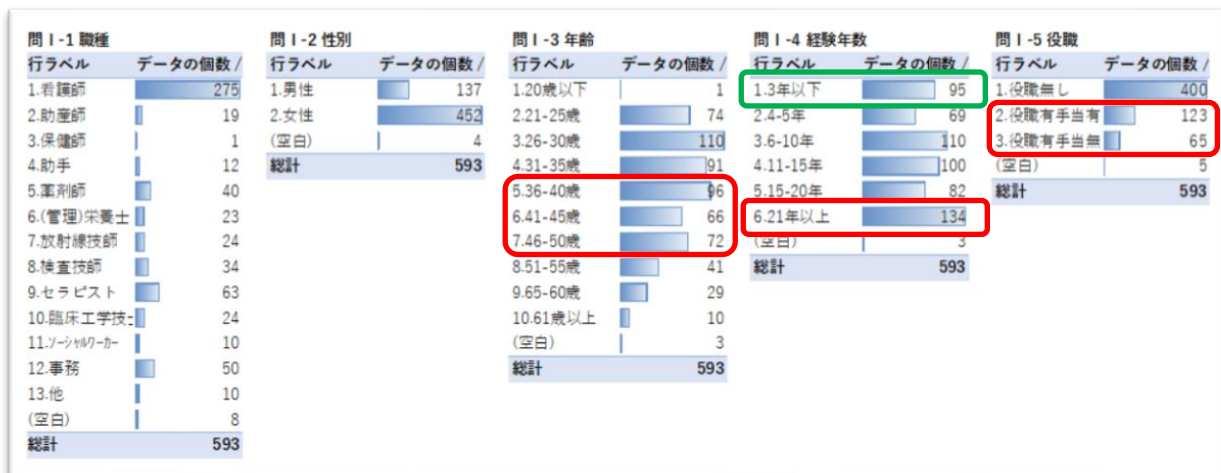 問Ⅰ-1 職種
行ラベル データの個数 /
1.看護師 275
2.助産師 19
3.保健師 1
4.助手 12
5.薬剤師 40
6.(管理)栄養士 23
7.放射線技師 24
8.検査技師 34
9.セラピスト 63
10.臨床工学技士 24
11.ソーシャルワーカー 10
12.事務 50
13.他 10
(空白) 8
総計 593
問Ⅰ-2 性別
行ラベル データの個数 /
1.男性 137
2.女性 452
(空白) 4
総計 593
問Ⅰ-3 年齢
行ラベル データの個数 /
1.20歳以下 1
2.21-25歳 74
3.26-30歳 110
4.31-35歳 91
5.36-40歳 96
6.41-45歳 66
7.46-50歳 72
8.51-55歳 41
9.65-60歳 29
10.61歳以上 10
(空白) 3
総計 593
問Ⅰ-4 経験年数
行ラベル データの個数 /
1.3年以下 95
2.4-5年 69
3.6-10年 110
4.11-15年 100
5.15-20年 82
6.21年以上 134
(空白) 3
総計 593
問Ⅰ-5 役職
行ラベル データの個数 /
1.役職無し 400
2.役職有手当有 123
3.役職有手当無 65
(空白) 5
総計 593